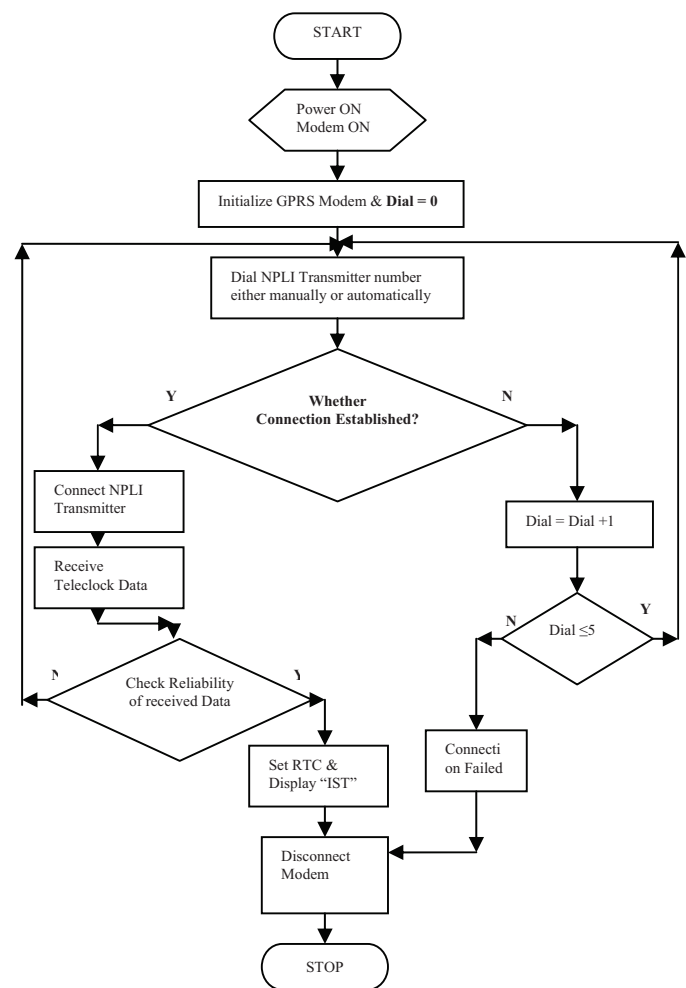 START
Power ON
Modem ON
Initialize GPRS Modem & Dial = 0
Dial NPLI Transmitter number
either manually or automatically
Whether
Connection Established?
Y
N
Connect NPLI
Transmitter
Dial = Dial +1
Receive
Teleclock Data
Dial ≤5
N
Y
Check Reliability
of received Data
N
Y
Set RTC &
Display “IST”
Connecti
on Failed
Disconnect
Modem
STOP